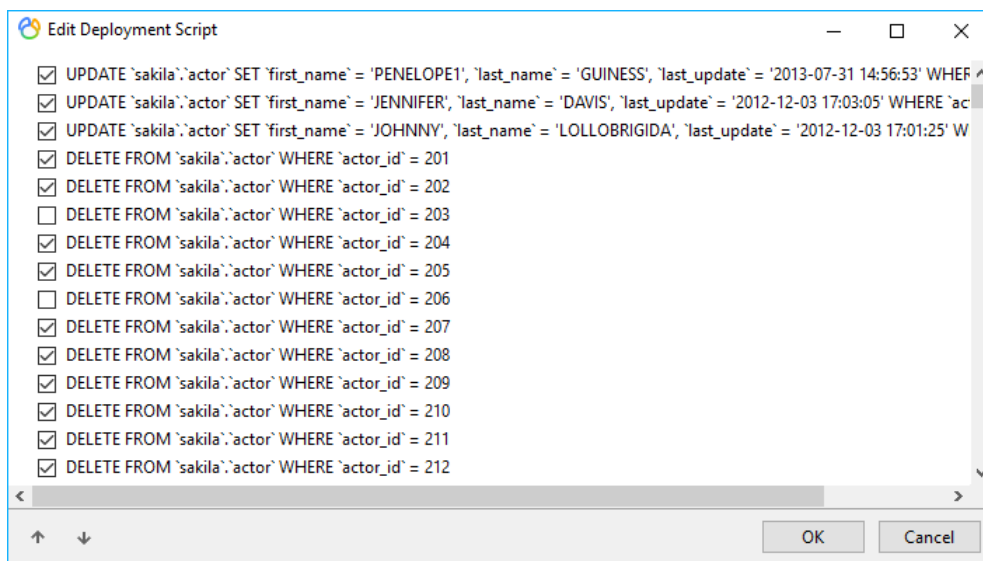 Edit Deployment Script
UPDATE `sakila`.`actor` SET `first_name` = 'PENELOPE1', `last_name` = 'GUINESS', `last_update` = '2013-07-31 14:56:53' WHER
UPDATE `sakila`.`actor` SET `first_name` = 'JENNIFER', `last_name` = 'DAVIS', `last_update` = '2012-12-03 17:03:05' WHERE `ac
UPDATE `sakila`.`actor` SET `first_name` = 'JOHNNY', `last_name` = 'LOLLOBRIGIDA', `last_update` = '2012-12-03 17:01:25' W
DELETE FROM `sakila`.`actor` WHERE `actor_id` = 201
DELETE FROM `sakila`.`actor` WHERE `actor_id` = 202
DELETE FROM `sakila`.`actor` WHERE `actor_id` = 203
DELETE FROM `sakila`.`actor` WHERE `actor_id` = 204
DELETE FROM `sakila`.`actor` WHERE `actor_id` = 205
DELETE FROM `sakila`.`actor` WHERE `actor_id` = 206
DELETE FROM `sakila`.`actor` WHERE `actor_id` = 207
DELETE FROM `sakila`.`actor` WHERE `actor_id` = 208
DELETE FROM `sakila`.`actor` WHERE `actor_id` = 209
DELETE FROM `sakila`.`actor` WHERE `actor_id` = 210
DELETE FROM `sakila`.`actor` WHERE `actor_id` = 211
DELETE FROM `sakila`.`actor` WHERE `actor_id` = 212
OK Cancel